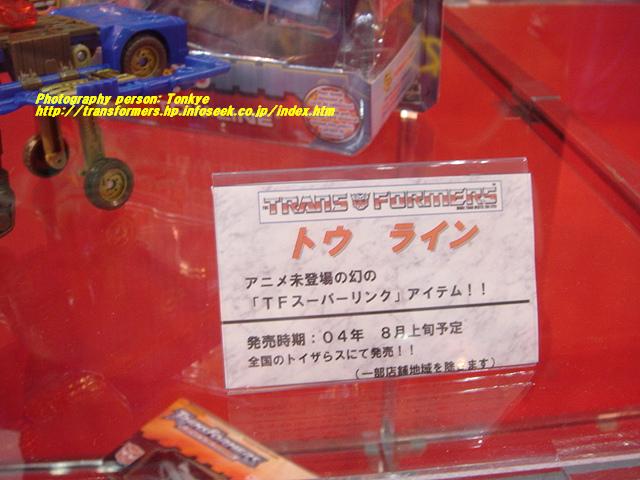 Photography person: Tonkye
http://transformers.hp.infoseek.co.jp/index.htm
TRANSFORMERS
トウ ライン
アニメ未登場の幻の
「TFスーパーリンク」アイテム！！
発売時期：04年 8月上旬予定
全国のトイザらスにて発売！！
（一部店舗地域を除きます）
TRANSFORMERS